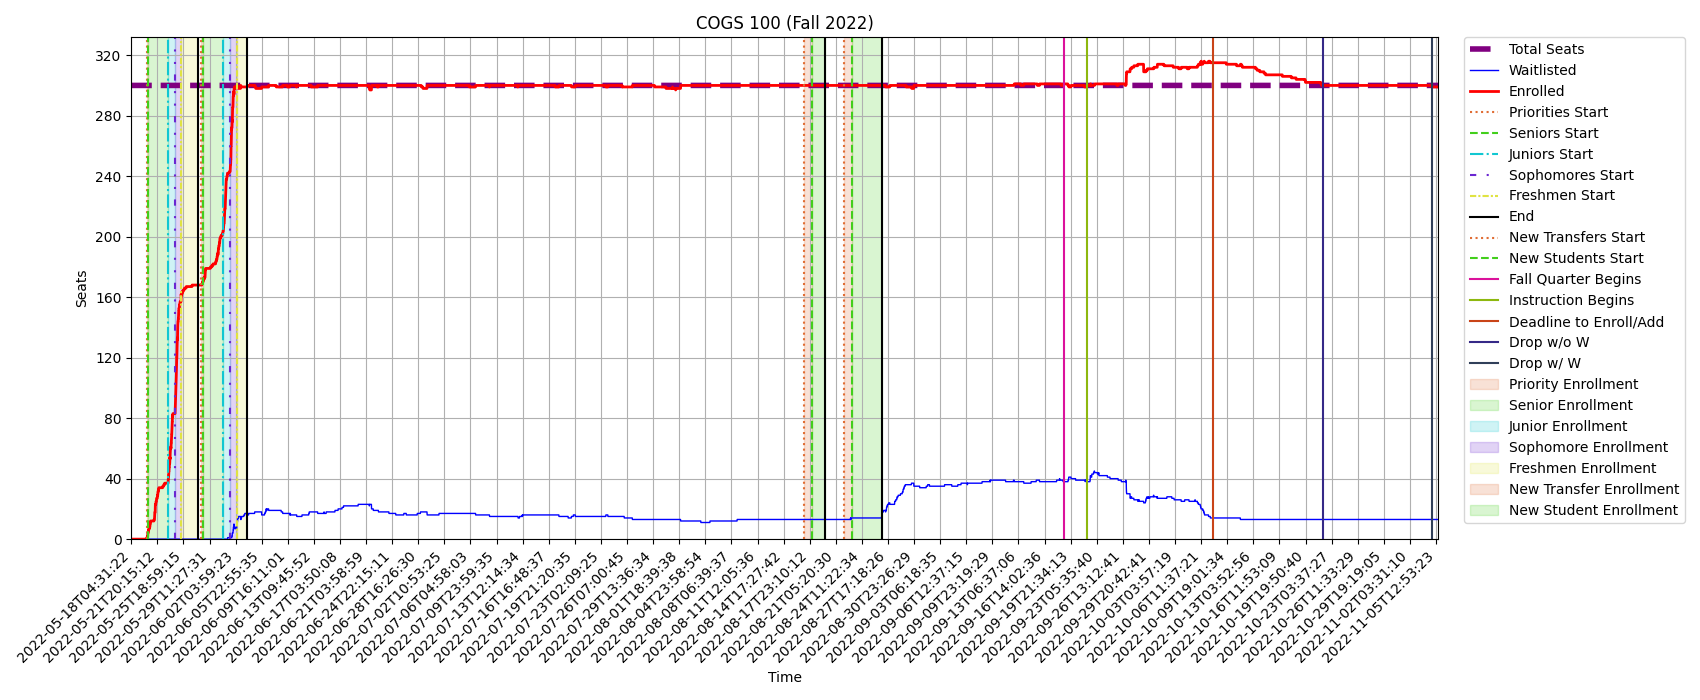 COGS 100 (Fall 2022)
Seats
320
280
240
200
160
120
80
40
0
2022-05-18T04:31:22
2022-05-21T20:15:12
2022-05-25T18:59:15
2022-05-29T11:27:31
2022-06-02T03:59:23
2022-06-05T22:55:35
2022-06-09T16:11:01
2022-06-13T09:45:52
2022-06-17T03:50:08
2022-06-21T03:58:59
2022-06-24T22:15:11
2022-06-28T16:26:30
2022-07-02T10:53:25
2022-07-06T04:58:03
2022-07-09T23:59:35
2022-07-13T12:14:34
2022-07-16T16:48:37
2022-07-19T21:20:35
2022-07-23T02:09:25
2022-07-26T07:00:45
2022-07-29T13:36:34
2022-08-01T18:39:38
2022-08-04T23:58:54
2022-08-08T06:39:37
2022-08-11T12:05:36
2022-08-14T17:27:42
2022-08-17T23:10:12
2022-08-21T05:20:30
2022-08-24T11:22:34
2022-08-27T17:18:26
2022-08-30T23:26:29
2022-09-03T06:18:35
2022-09-06T12:37:15
2022-09-09T23:19:29
2022-09-13T06:37:06
2022-09-16T14:02:36
2022-09-19T21:34:13
2022-09-23T05:35:40
2022-09-26T13:12:41
2022-09-29T20:42:41
2022-10-03T03:57:19
2022-10-06T11:37:21
2022-10-09T19:01:34
2022-10-13T03:52:56
2022-10-16T11:53:09
2022-10-19T19:50:40
2022-10-23T03:37:27
2022-10-26T11:33:29
2022-10-29T19:19:05
2022-11-02T03:31:10
2022-11-05T12:53:23
Time
Total Seats
Waitlisted
Enrolled
Priorities Start
Seniors Start
Juniors Start
Sophomores Start
Freshmen Start
End
New Transfers Start
New Students Start
Fall Quarter Begins
Instruction Begins
Deadline to Enroll/Add
Drop w/o W
Drop w/ W
Priority Enrollment
Senior Enrollment
Junior Enrollment
Sophomore Enrollment
Freshmen Enrollment
New Transfer Enrollment
New Student Enrollment